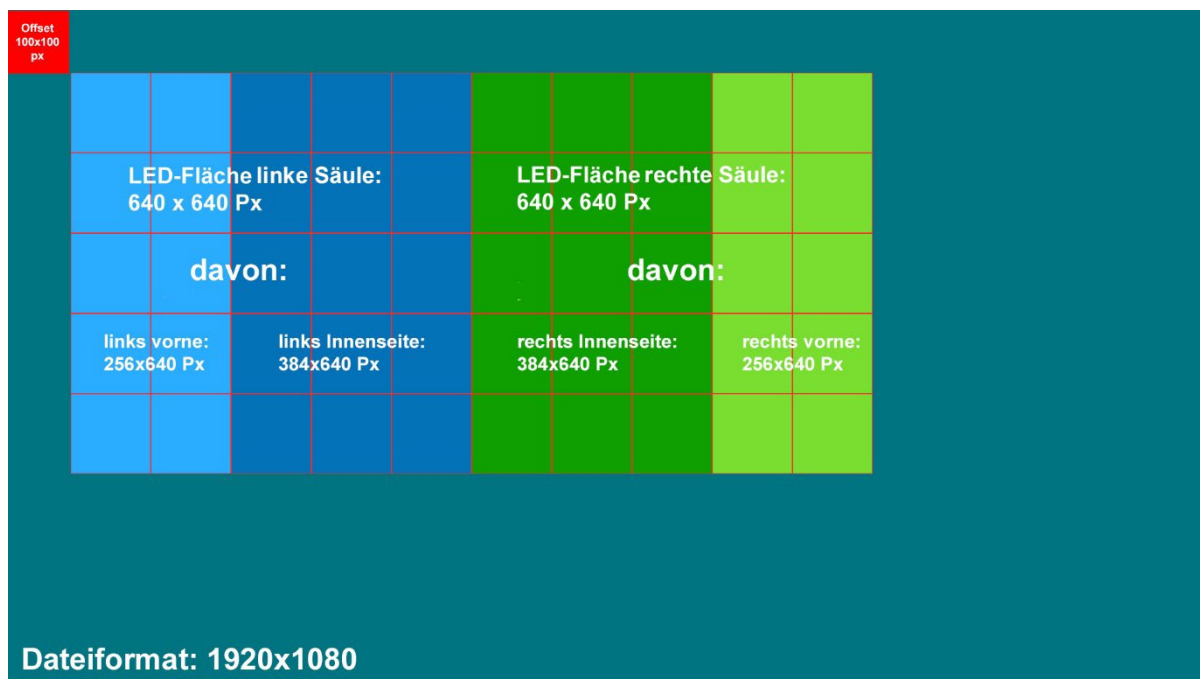 Offset
100x100
px
LED-Fläche linke Säule:
640 x 640 Px
LED-Fläche rechte Säule:
640 x 640 Px
davon:
davon:
links vorne:
256x640 Px
links Innenseite:
384x640 Px
rechts Innenseite:
384x640 Px
rechts vorne:
256x640 Px
Dateiformat: 1920x1080